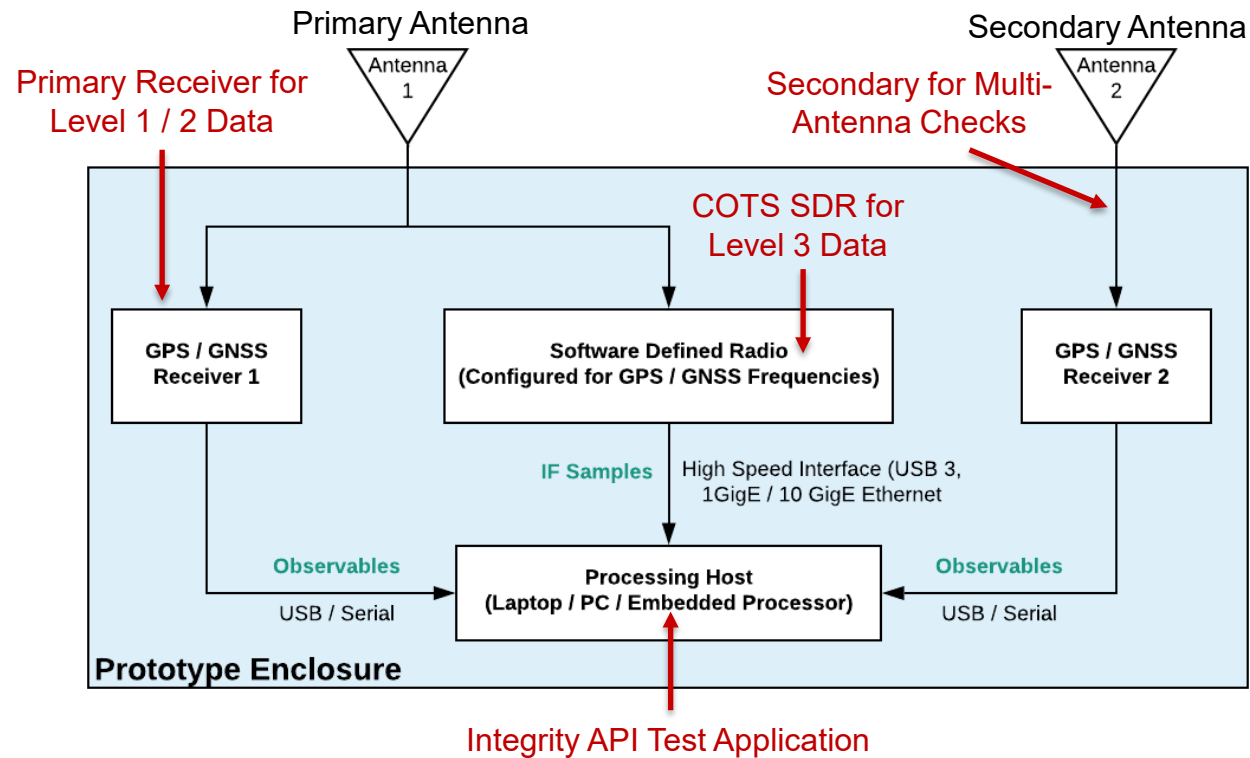 Primary Antenna
Secondary Antenna
Antenna
1
Antenna
2
Primary Receiver for
Level 1 / 2 Data
Secondary for Multi-
Antenna Checks
COTS SDR for
Level 3 Data
GPS / GNSS
Receiver 1
Software Defined Radio
(Configured for GPS / GNSS Frequencies)
GPS / GNSS
Receiver 2
IF Samples
High Speed Interface (USB 3,
1GigE / 10 GigE Ethernet
Observables
USB / Serial
Processing Host
(Laptop / PC / Embedded Processor)
Observables
USB / Serial
Prototype Enclosure
Integrity API Test Application